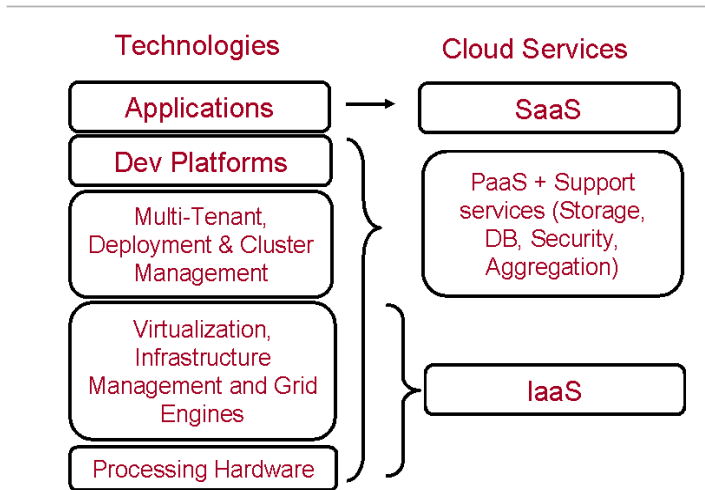 Technologies
Cloud Services
Applications
SaaS
Dev Platforms
Multi-Tenant,
Deployment & Cluster
Management
PaaS + Support
services (Storage,
DB, Security,
Aggregation)
Virtualization,
Infrastructure
Management and Grid
Engines
IaaS
Processing Hardware